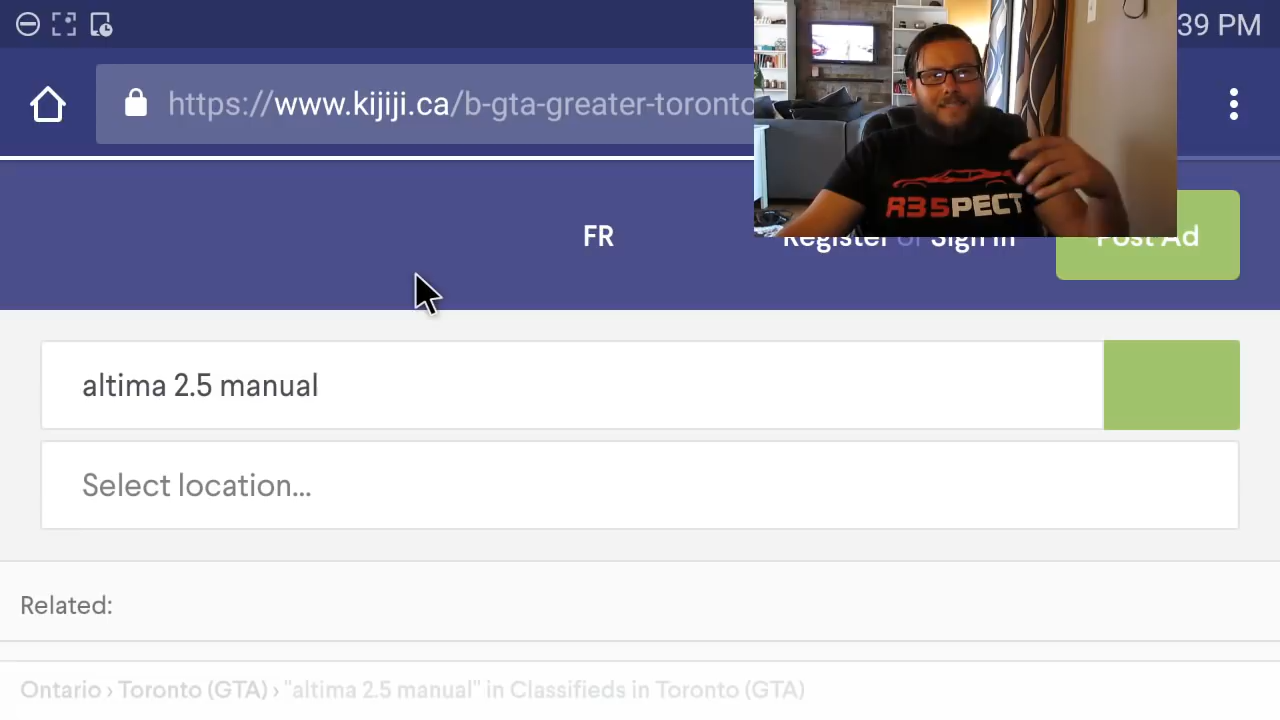 39 PM
https://www.kijiji.ca/b-gta-greater-toronto
R35PECT
FR
Register or Sign In
Post Ad
altima 2.5 manual
Select location...
Related:
Ontario › Toronto (GTA) › "altima 2.5 manual" in Classifieds in Toronto (GTA)